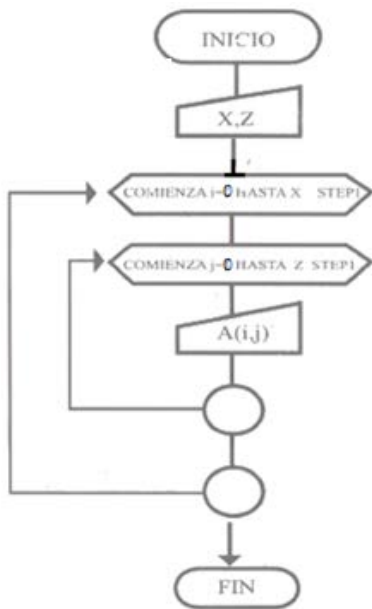 INICIO
X,Z
COMIENZA i=0 HASTA X STEP1
COMIENZA j=0 HASTA Z STEP1
A(i,j)
FIN